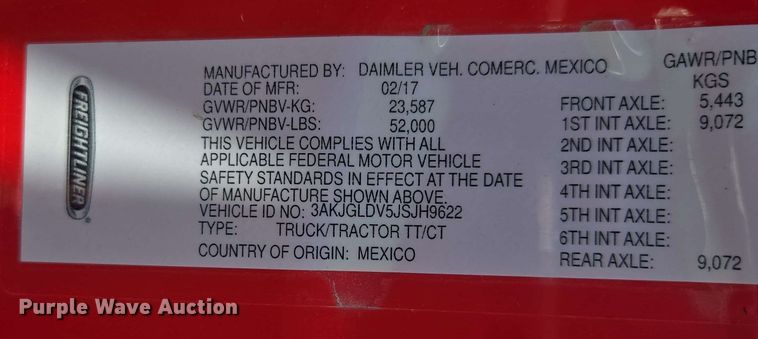 FREIGHTLINER
MANUFACTURED BY: DAIMLER VEH. COMERC. MEXICO
DATE OF MFR: 02/17
GVWR/PNBV-KG: 23,587
GVWR/PNBV-LBS: 52,000
THIS VEHICLE COMPLIES WITH ALL
APPLICABLE FEDERAL MOTOR VEHICLE
SAFETY STANDARDS IN EFFECT AT THE DATE
OF MANUFACTURE SHOWN ABOVE.
VEHICLE ID NO: 3AKJGLDV5JSJH9622
TYPE: TRUCK/TRACTOR TT/CT
COUNTRY OF ORIGIN: MEXICO
GAWR/PNB
KGS
FRONT AXLE: 5,443
1ST INT AXLE: 9,072
2ND INT AXLE:
3RD INT AXLE:
4TH INT AXLE:
5TH INT AXLE:
6TH INT AXLE:
REAR AXLE: 9,072
Purple Wave Auction